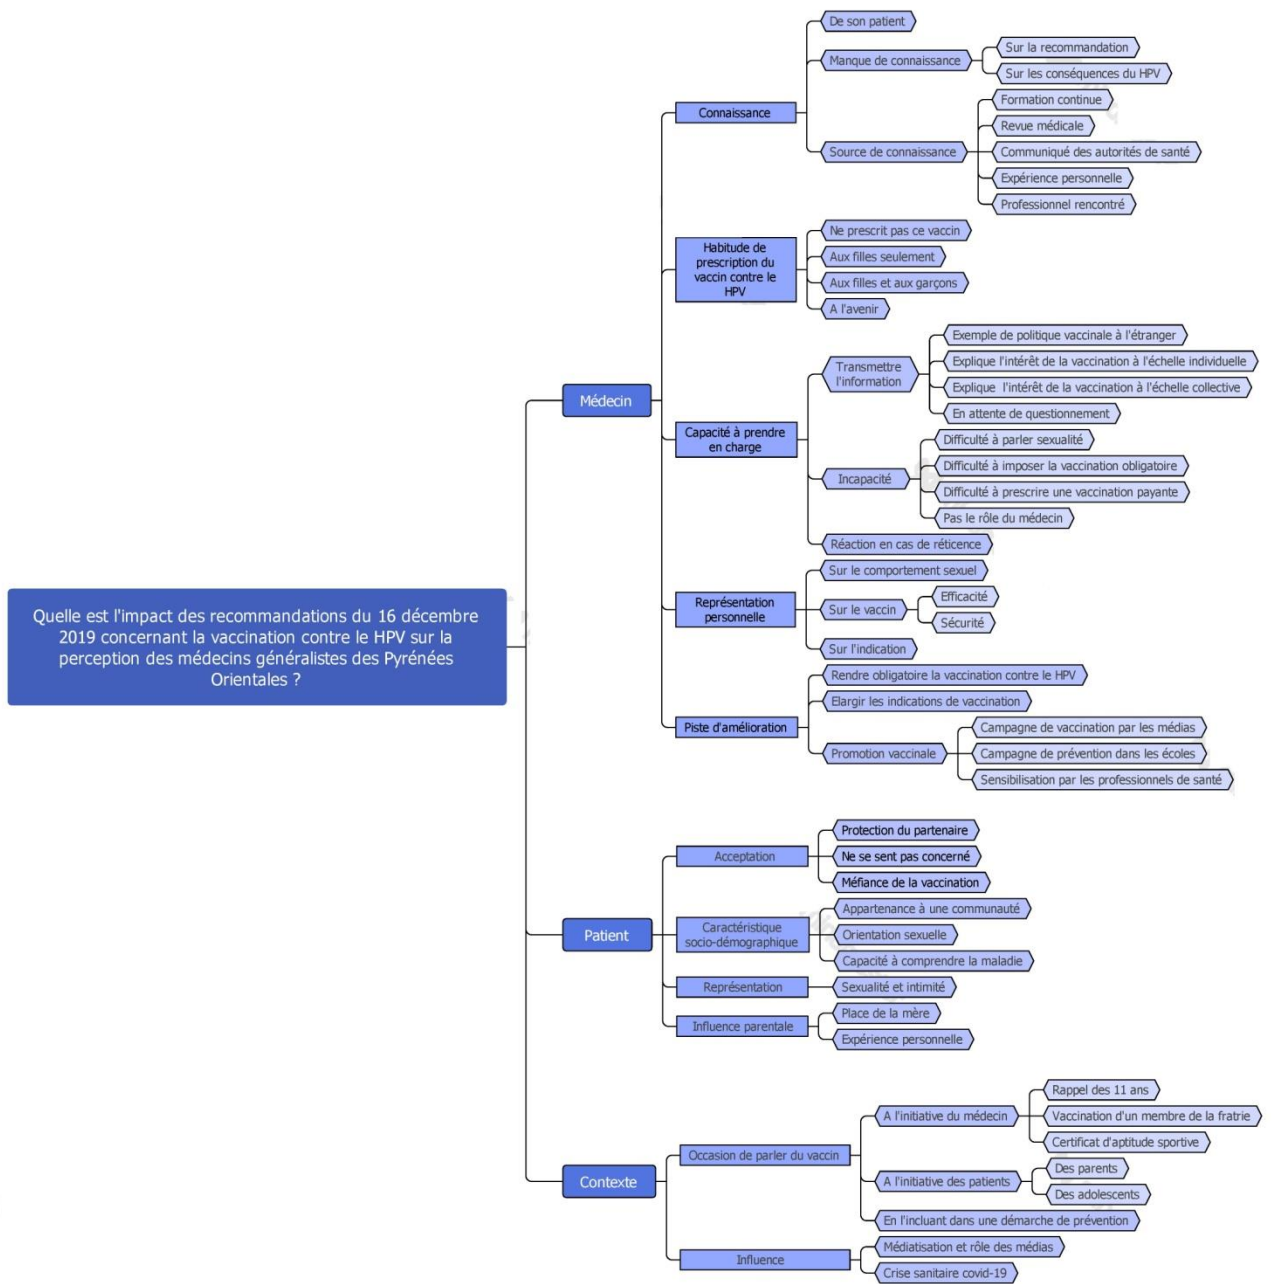 Quelle est l'impact des recommandations du 16 décembre
2019 concernant la vaccination contre le HPV sur la
perception des médecins généralistes des Pyrénées
Orientales ?
Médecin
Connaissance
De son patient
Manque de connaissance
Sur la recommandation
Sur les conséquences du HPV
Source de connaissance
Formation continue
Revue médicale
Communiqué des autorités de santé
Expérience personnelle
Professionnel rencontré
Habitude de
prescription du
vaccin contre le
HPV
Ne prescrit pas ce vaccin
Aux filles seulement
Aux filles et aux garçons
A l'avenir
Capacité à prendre
en charge
Transmettre
l'information
Exemple de politique vaccinale à l'étranger
Explique l'intérêt de la vaccination à l'échelle individuelle
Explique l'intérêt de la vaccination à l'échelle collective
En attente de questionnement
Incapacité
Difficulté à parler sexualité
Difficulté à imposer la vaccination obligatoire
Difficulté à prescrire une vaccination payante
Pas le rôle du médecin
Réaction en cas de réticence
Représentation
personnelle
Sur le comportement sexuel
Sur le vaccin
Efficacité
Sécurité
Sur l'indication
Piste d'amélioration
Rendre obligatoire la vaccination contre le HPV
Elargir les indications de vaccination
Promotion vaccinale
Campagne de vaccination par les médias
Campagne de prévention dans les écoles
Sensibilisation par les professionnels de santé
Patient
Acceptation
Protection du partenaire
Ne se sent pas concerné
Méfiance de la vaccination
Caractéristique
socio-démographique
Appartenance à une communauté
Orientation sexuelle
Capacité à comprendre la maladie
Représentation
Sexualité et intimité
Influence parentale
Place de la mère
Expérience personnelle
Contexte
Occasion de parler du vaccin
A l'initiative du médecin
Rappel des 11 ans
Vaccination d'un membre de la fratrie
Certificat d'aptitude sportive
A l'initiative des patients
Des parents
Des adolescents
En l'incluant dans une démarche de prévention
Influence
Médiatisation et rôle des médias
Crise sanitaire covid-19